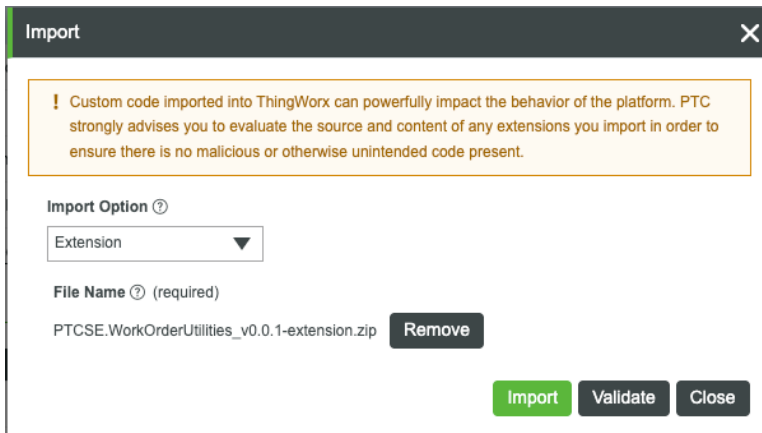 Import
! Custom code imported into ThingWorx can powerfully impact the behavior of the platform. PTC
strongly advises you to evaluate the source and content of any extensions you import in order to
ensure there is no malicious or otherwise unintended code present.
Import Option ?
Extension
File Name ? (required)
PTCSE.WorkOrderUtilities_v0.0.1-extension.zip Remove
Import Validate Close